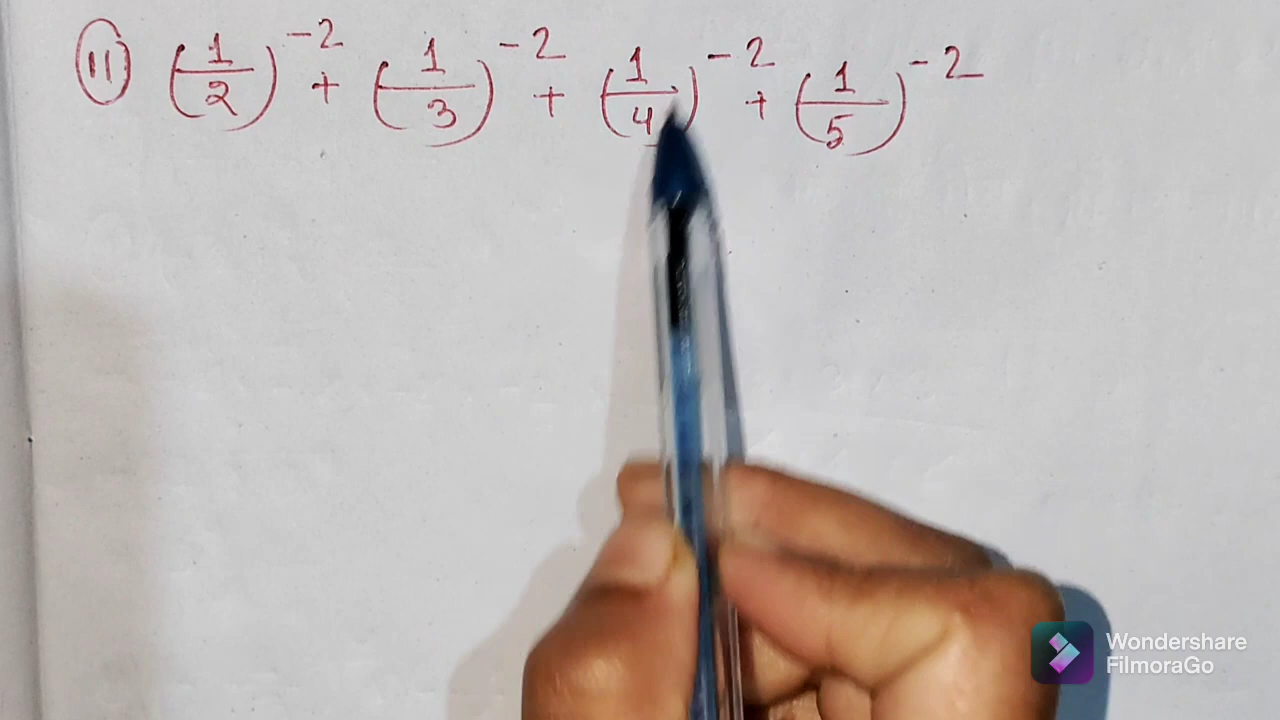 (11) (1/2)^-2 + (1/3)^-2 + (1/4)^-2 + (1/5)^-2
Wondershare
FilmoraGo